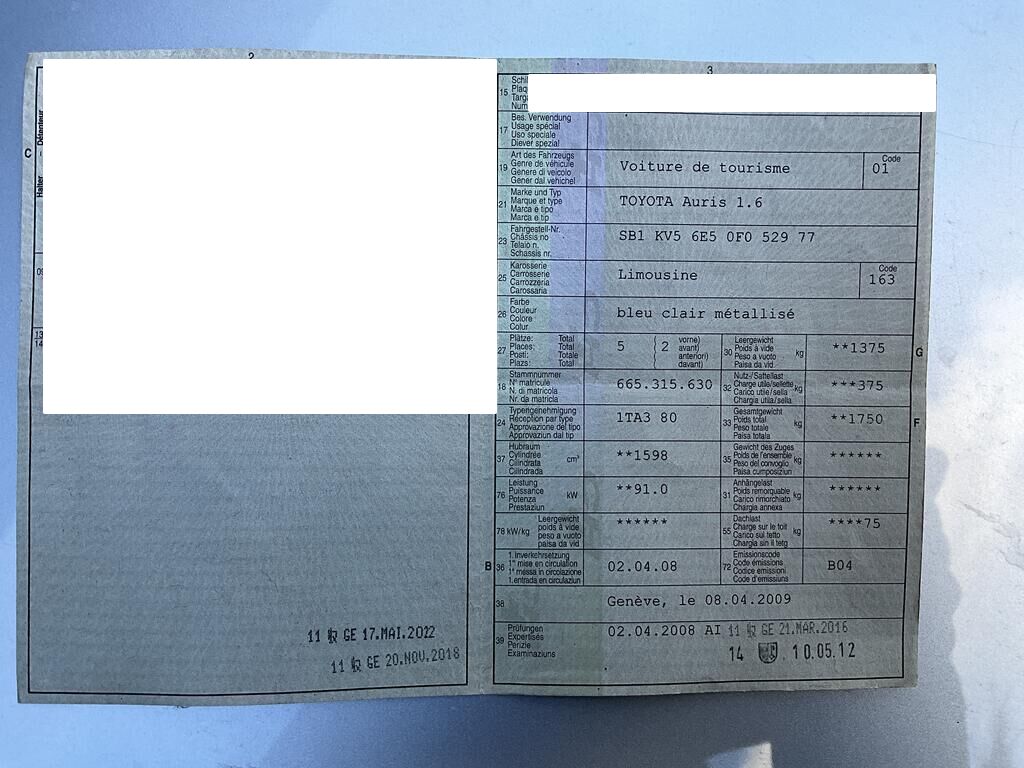 2
Détenteur
C
Halter
09
13
14
11 GE 17.MAI.2022
11 GE 20.NOV.2018
3
15
Plaq
Targa
Num
17 Bes. Verwendung
Usage spécial
Uso speciale
Diever spezial
19 Art des Fahrzeugs
Genre de véhicule
Genere di veicolo
Gener dal vehichel
Voiture de tourisme
Code
01
21 Marke und Typ
Marque et type
Marca e tipo
Marca e tip
TOYOTA Auris 1.6
23 Fahrgestell-Nr.
Châssis no
Telaio n.
Schassis nr.
SB1 KV5 6E5 0F0 529 77
25 Karosserie
Carrosserie
Carrozzeria
Carossaria
Limousine
Code
163
26 Farbe
Couleur
Colore
Colur
bleu clair métallisé
27 Plätze: Total
Places: Total
Posti: Totale
Plazs: Total
5 ( 2 vorne)
avant)
anteriori)
davant)
30 Leergewicht
Poids à vide
Peso a vuoto
Paisa da vid
kg
**1375
G
18 Stammnummer
N° matricule
N. di matricola
Nr. da matricla
665.315.630
32 Nutz-/Sattellast
Charge utile/sellette
Carico utile/sella
Chargia utila/sella
kg
***375
24 Typengenehmigung
Réception par type
Approvazione del tipo
Approvaziun dal tip
1TA3 80
33 Gesamtgewicht
Poids total
Peso totale
Paisa totala
kg
**1750
F
37 Hubraum
Cylindrée
Cilindrata
Cilindrada
cm³
**1598
35 Gewicht des Zuges
Poids de l'ensemble
Peso del convoglio
Paisa cumposiziun
kg
******
76 Leistung
Puissance
Potenza
Prestaziun
kW
**91.0
31 Anhängelast
Poids remorquable
Carico rimorchiato
Chargia annexa
kg
******
78 kW/kg Leergewicht
poids à vide
peso a vuoto
paisa da vid
******
55 Dachlast
Charge sur le toit
Carico sul tetto
Chargia sin il tetg
kg
****75
B 36 1. Inverkehrsetzung
1re mise en circulation
1a messa in circolazione
1. entrada en circulaziun
02.04.08
72 Emissionscode
Code émissions
Codice emissioni
Code d'emissiuns
B04
38
Genève, le 08.04.2009
39 Prüfungen
Expertises
Perizie
Examinaziuns
02.04.2008 AI 11 GE 21.MAR.2016
14 10.05.12